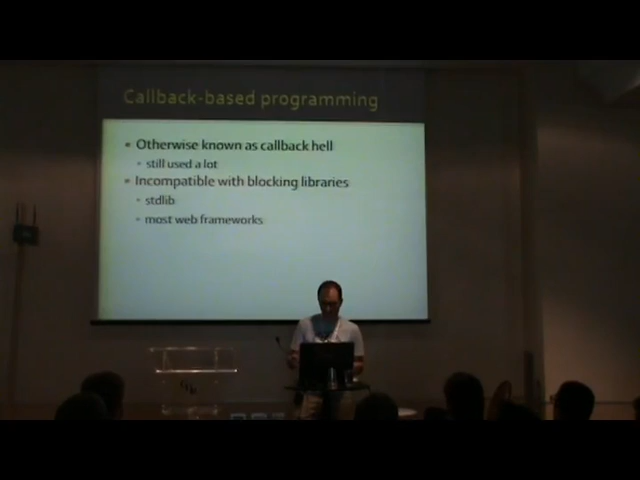 Callback-based programming
Otherwise known as callback hell
still used a lot
Incompatible with blocking libraries
stdlib
most web frameworks